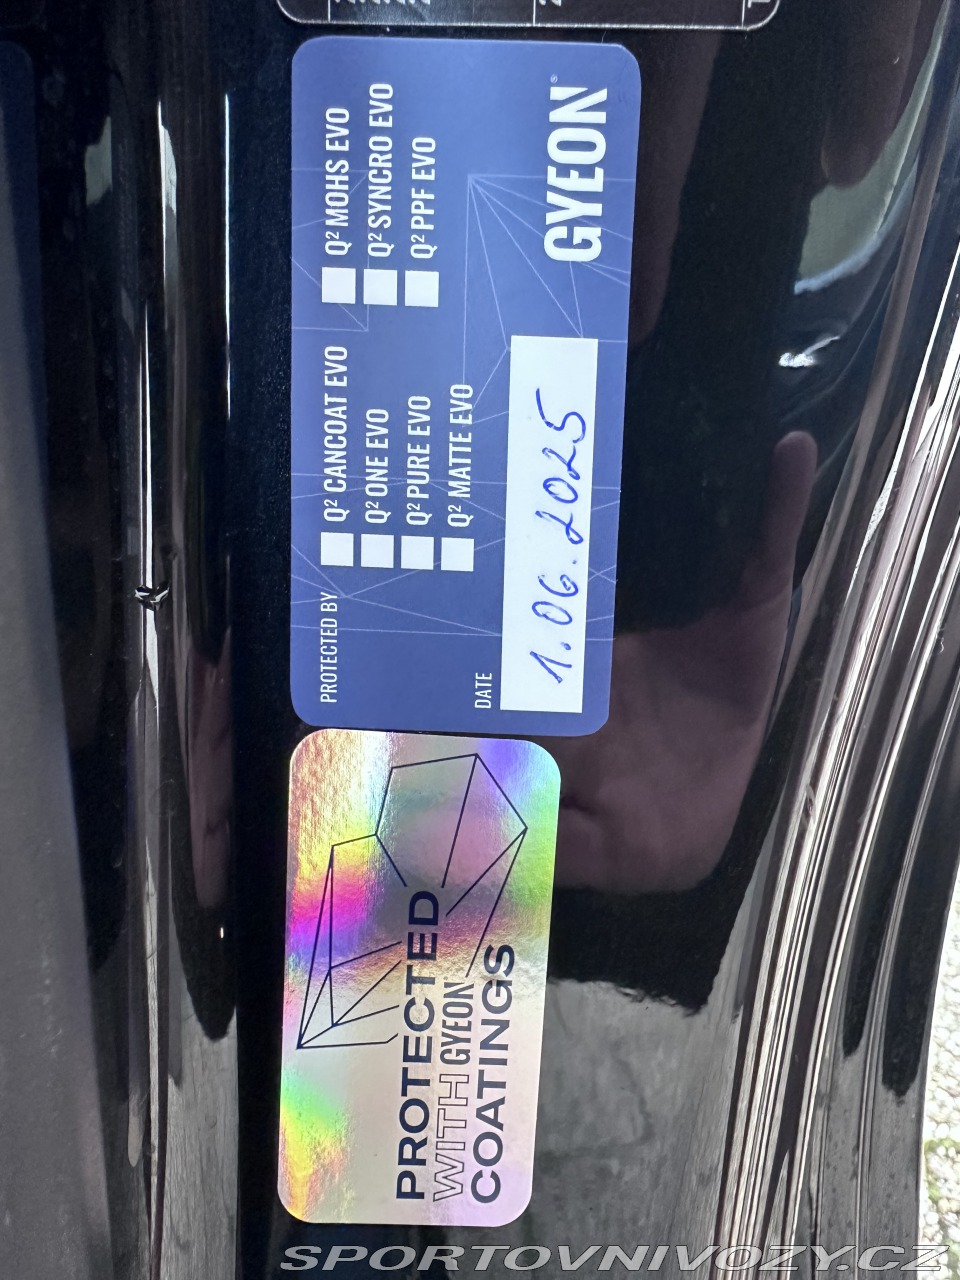 PROTECTED BY
Q² CANCOAT EVO
Q² ONE EVO
Q² PURE EVO
Q² MATTE EVO
Q² MOHS EVO
Q² SYNCRO EVO
Q² PPF EVO
DATE
1.06.2025
GYEON®
PROTECTED
WITH GYEON
COATINGS
SPORTOVNIVOZY.CZ